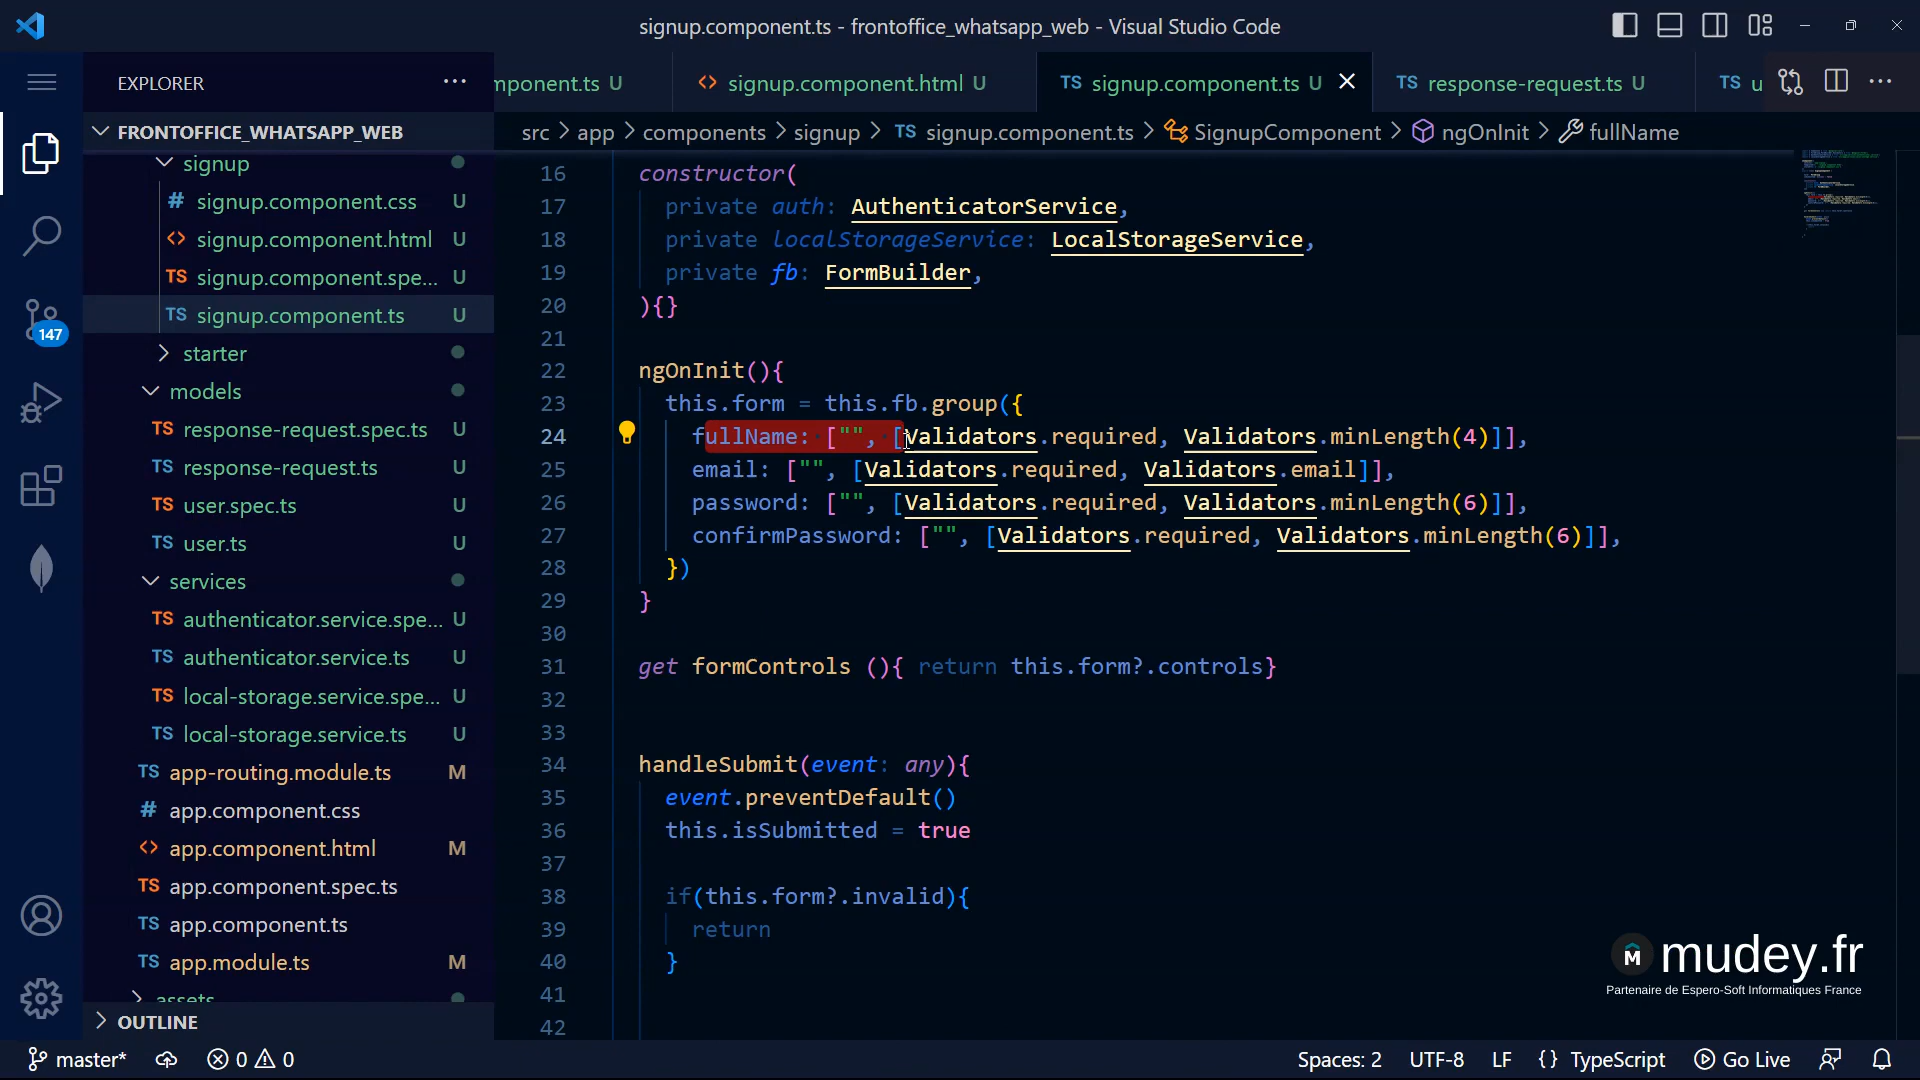 signup.component.ts - frontoffice_whatsapp_web - Visual Studio Code
EXPLORER
mponent.ts U
<> signup.component.html U
TS signup.component.ts U
TS response-request.ts U
TS u
FRONTOFFICE_WHATSAPP_WEB
src > app > components > signup > TS signup.component.ts > SignupComponent > ngOnInit > fullName
signup
# signup.component.css U
<> signup.component.html U
TS signup.component.spe... U
TS signup.component.ts U
starter
models
TS response-request.spec.ts U
TS response-request.ts U
TS user.spec.ts U
TS user.ts U
services
TS authenticator.service.spe... U
TS authenticator.service.ts U
TS local-storage.service.spe... U
TS local-storage.service.ts U
TS app-routing.module.ts M
# app.component.css
<> app.component.html M
TS app.component.spec.ts
TS app.component.ts
TS app.module.ts M
assets
OUTLINE
147
16 constructor(
17 private auth: AuthenticatorService,
18 private localStorageService: LocalStorageService,
19 private fb: FormBuilder,
20 ){}
21
22 ngOnInit(){
23 this.form = this.fb.group({
24 fullName: ["", [Validators.required, Validators.minLength(4)]],
25 email: ["", [Validators.required, Validators.email]],
26 password: ["", [Validators.required, Validators.minLength(6)]],
27 confirmPassword: ["", [Validators.required, Validators.minLength(6)]],
28 })
29 }
30
31 get formControls (){ return this.form?.controls}
32
33
34 handleSubmit(event: any){
35 event.preventDefault()
36 this.isSubmitted = true
37
38 if(this.form?.invalid){
39 return
40 }
41
42
M mudey.fr
Partenaire de Espero-Soft Informatiques France
master* 0 0 Spaces: 2 UTF-8 LF {} TypeScript Go Live